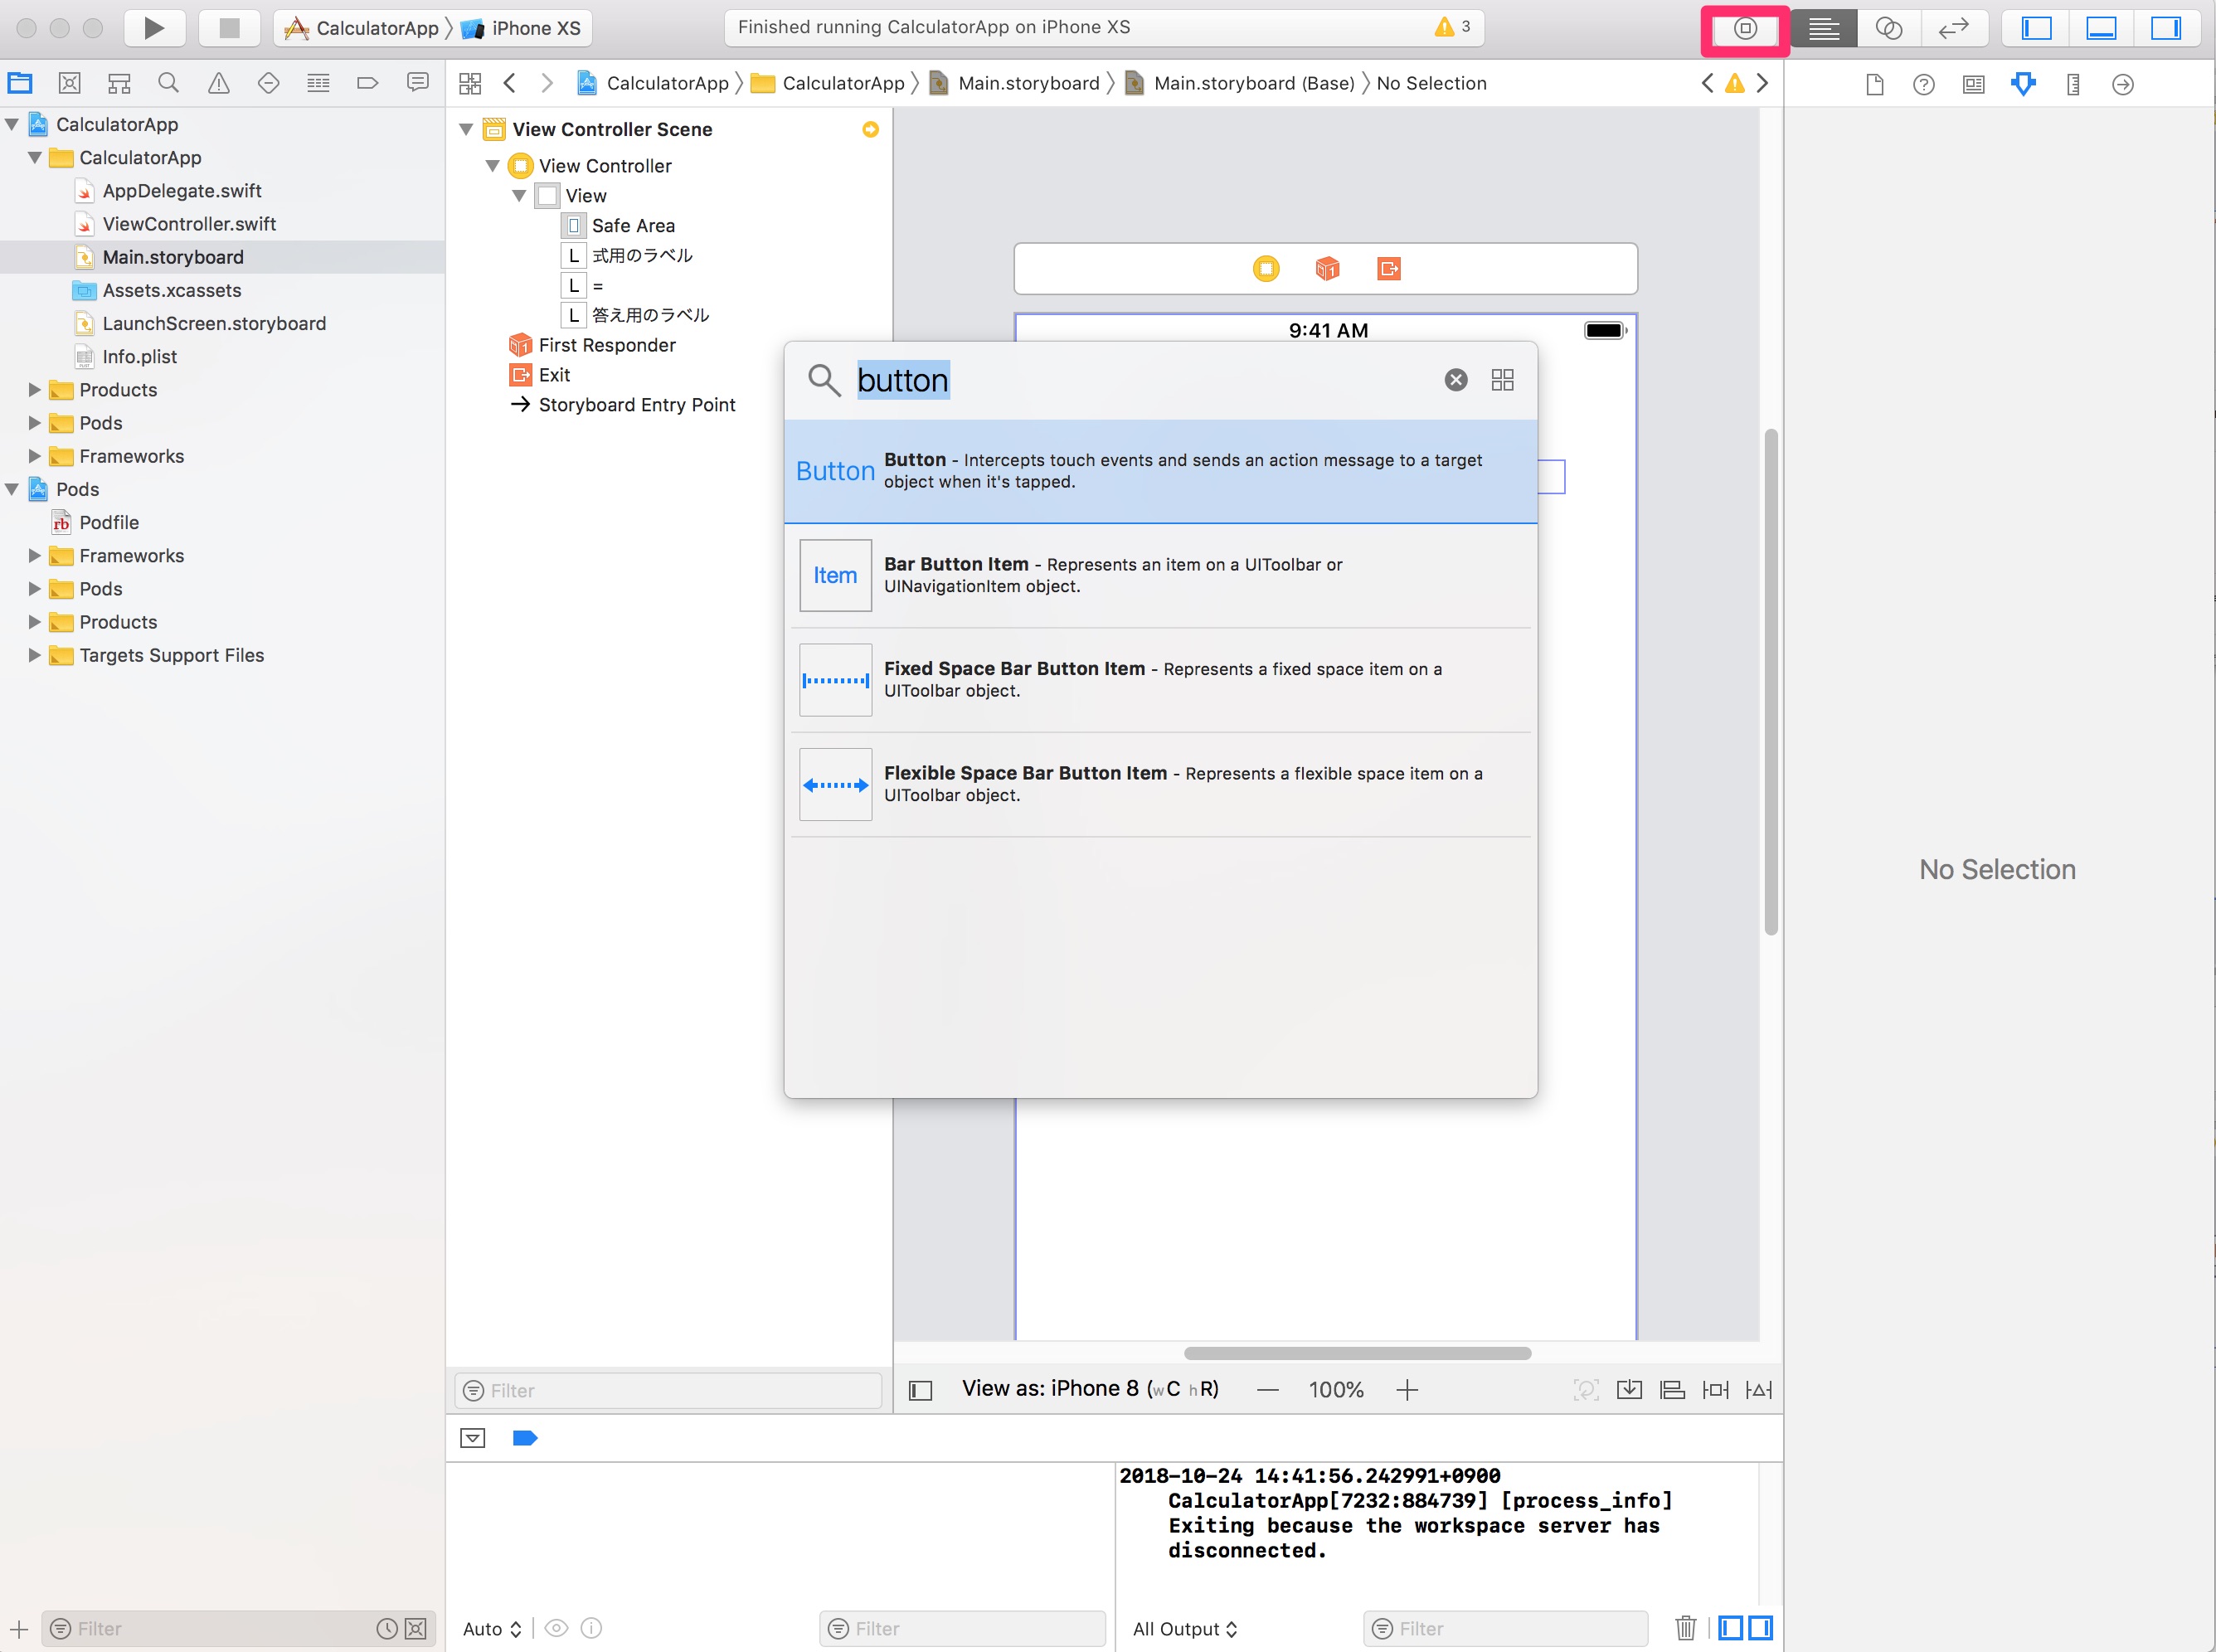 CalculatorApp iPhone XS
Finished running CalculatorApp on iPhone XS
3
CalculatorApp CalculatorApp Main.storyboard Main.storyboard (Base) No Selection
CalculatorApp
CalculatorApp
AppDelegate.swift
ViewController.swift
Main.storyboard
Assets.xcassets
LaunchScreen.storyboard
Info.plist
Products
Pods
Frameworks
Pods
rb Podfile
Frameworks
Pods
Products
Targets Support Files
Filter
View Controller Scene
View Controller
View
Safe Area
L 式用のラベル
L =
L 答え用のラベル
First Responder
Exit
Storyboard Entry Point
Filter
9:41 AM
button
Button Button - Intercepts touch events and sends an action message to a target
object when it's tapped.
Item Bar Button Item - Represents an item on a UIToolbar or
UINavigationItem object.
Fixed Space Bar Button Item - Represents a fixed space item on a
UIToolbar object.
Flexible Space Bar Button Item - Represents a flexible space item on a
UIToolbar object.
View as: iPhone 8 (wC hR) — 100% +
No Selection
2018-10-24 14:41:56.242991+0900
CalculatorApp[7232:884739] [process_info]
Exiting because the workspace server has
disconnected.
Auto
Filter
All Output
Filter